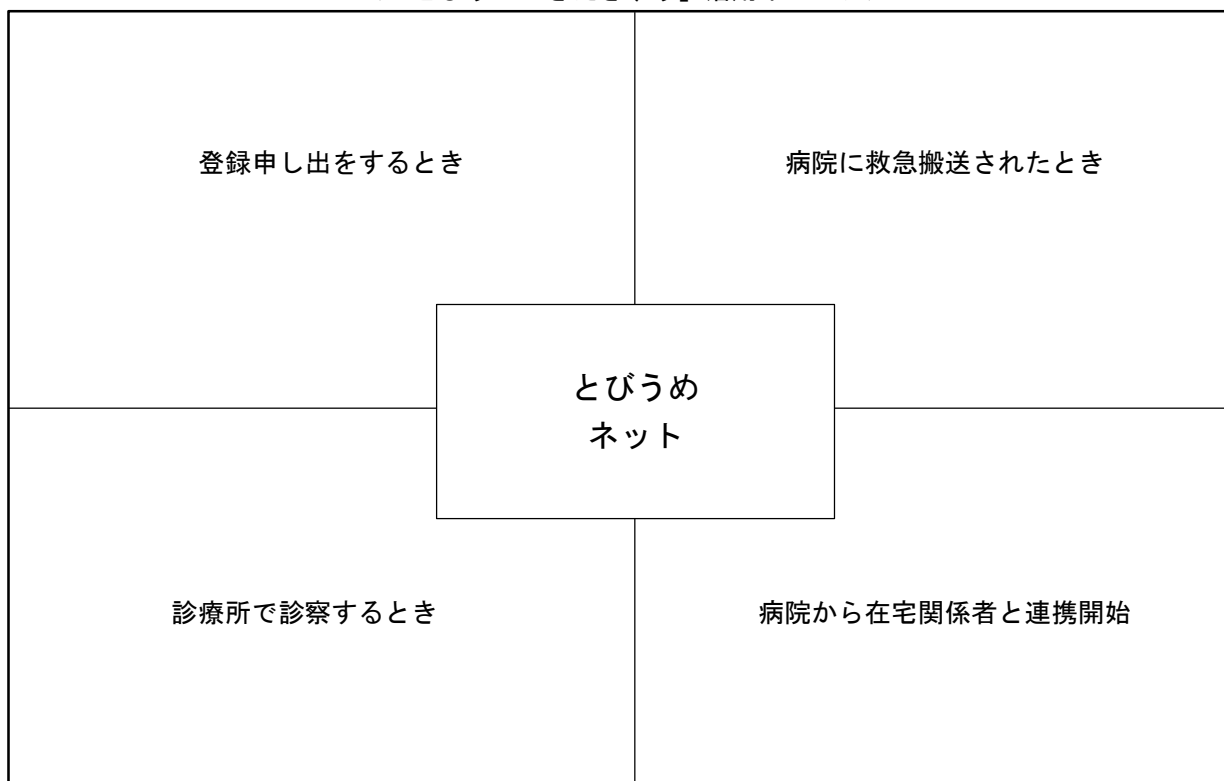 登録申し出をするとき
病院に救急搬送されたとき
とびうめ
ネット
診療所で診察するとき
病院から在宅関係者と連携開始